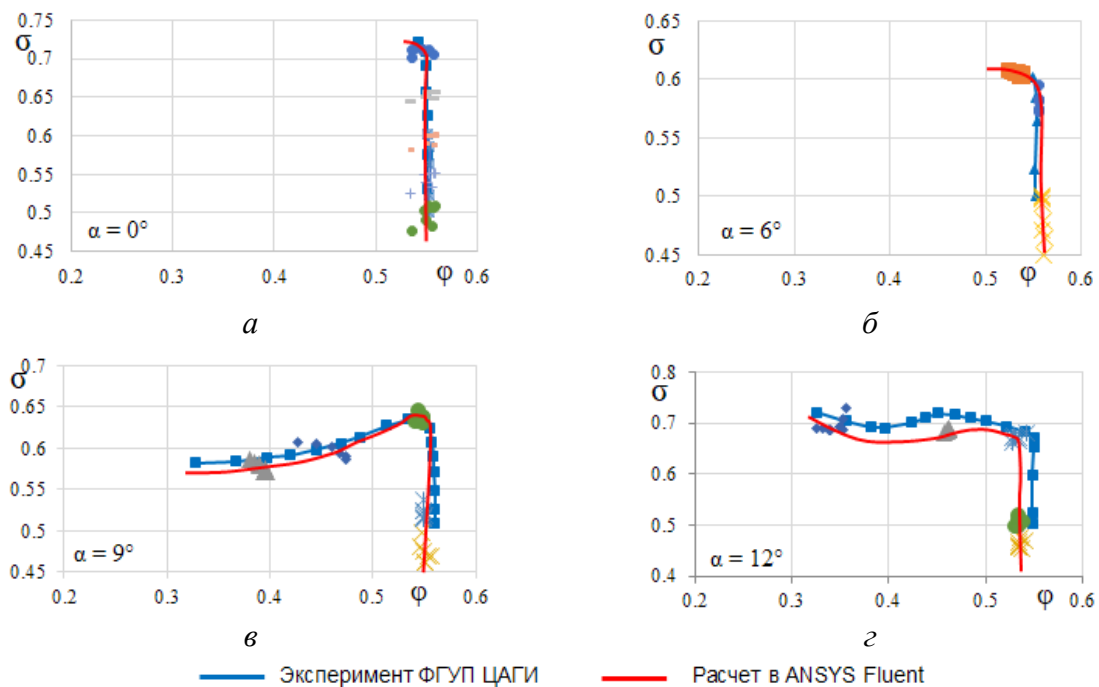 0.75
σ
0.7
0.65
0.6
0.55
0.5
0.45
α = 0°
0.2 0.3 0.4 0.5 φ 0.6
а
0.65
σ
0.6
0.55
0.5
0.45
α = 6°
0.2 0.3 0.4 0.5 φ 0.6
б
0.7
σ
0.65
0.6
0.55
0.5
0.45
α = 9°
0.2 0.3 0.4 0.5 φ 0.6
в
0.8
σ
0.7
0.6
0.5
0.4
α = 12°
0.2 0.3 0.4 0.5 φ 0.6
г
Эксперимент ФГУП ЦАГИ
Расчет в ANSYS Fluent